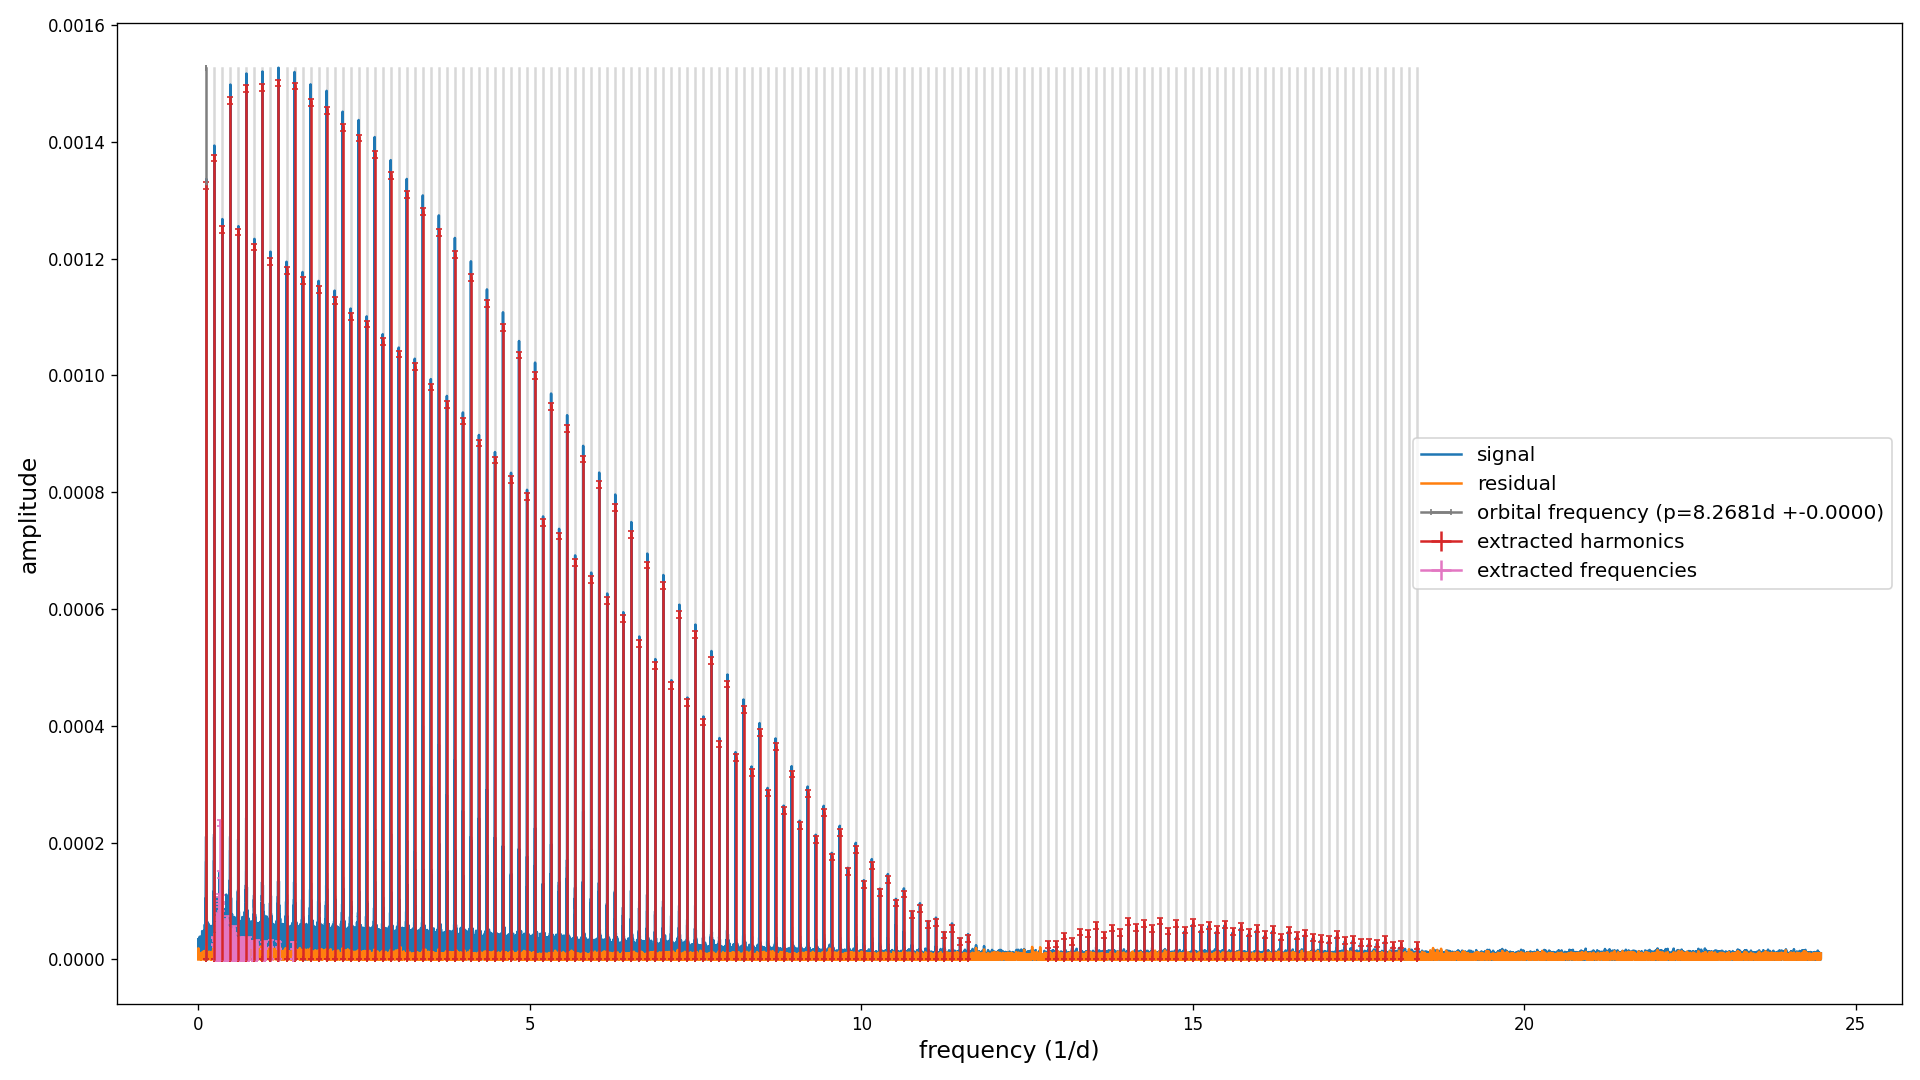 0.0016
0.0014
0.0012
0.0010
0.0008
0.0006
0.0004
0.0002
0.0000
amplitude
signal
residual
orbital frequency (p=8.2681d +-0.0000)
extracted harmonics
extracted frequencies
0 5 10 15 20 25
frequency (1/d)